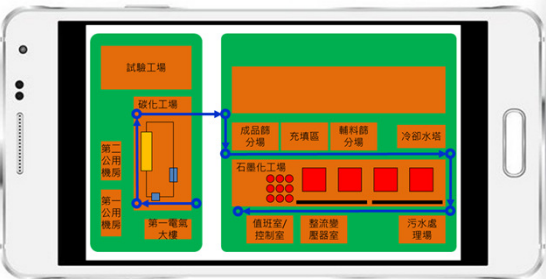 試驗工場
碳化工場
第二
公用
機房
第一
公用
機房
第一電氣
大樓
成品篩
分場
充填區
輔料篩
分場
冷卻水塔
石墨化工場
值班室/
控制室
整流變
壓器室
污水處
理場